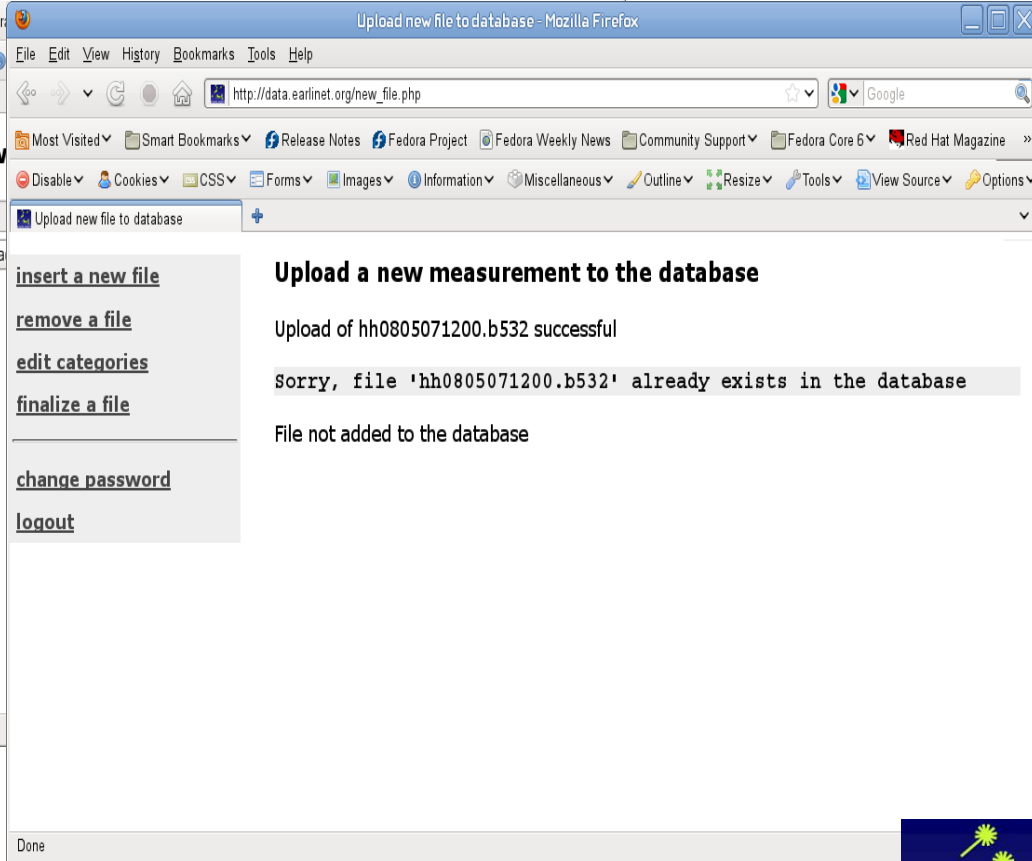 Upload new file to database - Mozilla Firefox
File Edit View History Bookmarks Tools Help
http://data.earlinet.org/new_file.php Google
Most Visited Smart Bookmarks Release Notes Fedora Project Fedora Weekly News Community Support Fedora Core 6 Red Hat Magazine »
Disable Cookies CSS Forms Images Information Miscellaneous Outline Resize Tools View Source Options
Upload new file to database
insert a new file
remove a file
edit categories
finalize a file
change password
logout
Upload a new measurement to the database
Upload of hh0805071200.b532 successful
Sorry, file 'hh0805071200.b532' already exists in the database
File not added to the database
Done